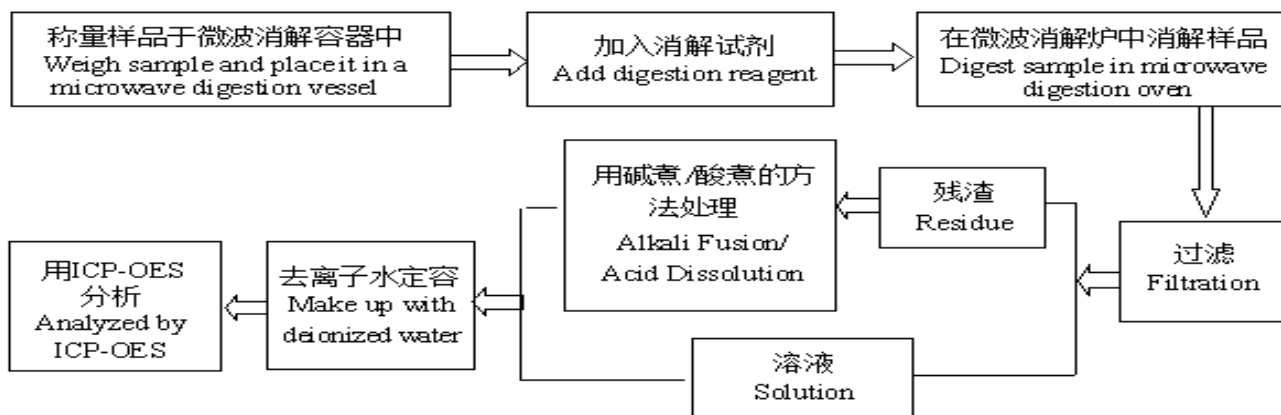 称量样品于微波消解容器中
Weigh sample and place it in a
microwave digestion vessel
加入消解试剂
Add digestion reagent
在微波消解炉中消解样品
Digest sample in microwave
digestion oven
过滤
Filtration
残渣
Residue
用碱煮/酸煮的方
法处理
Alkali Fusion/
Acid Dissolution
溶液
Solution
去离子水定容
Make up with
deionized water
用ICP-OES
分析
Analyzed by
ICP-OES